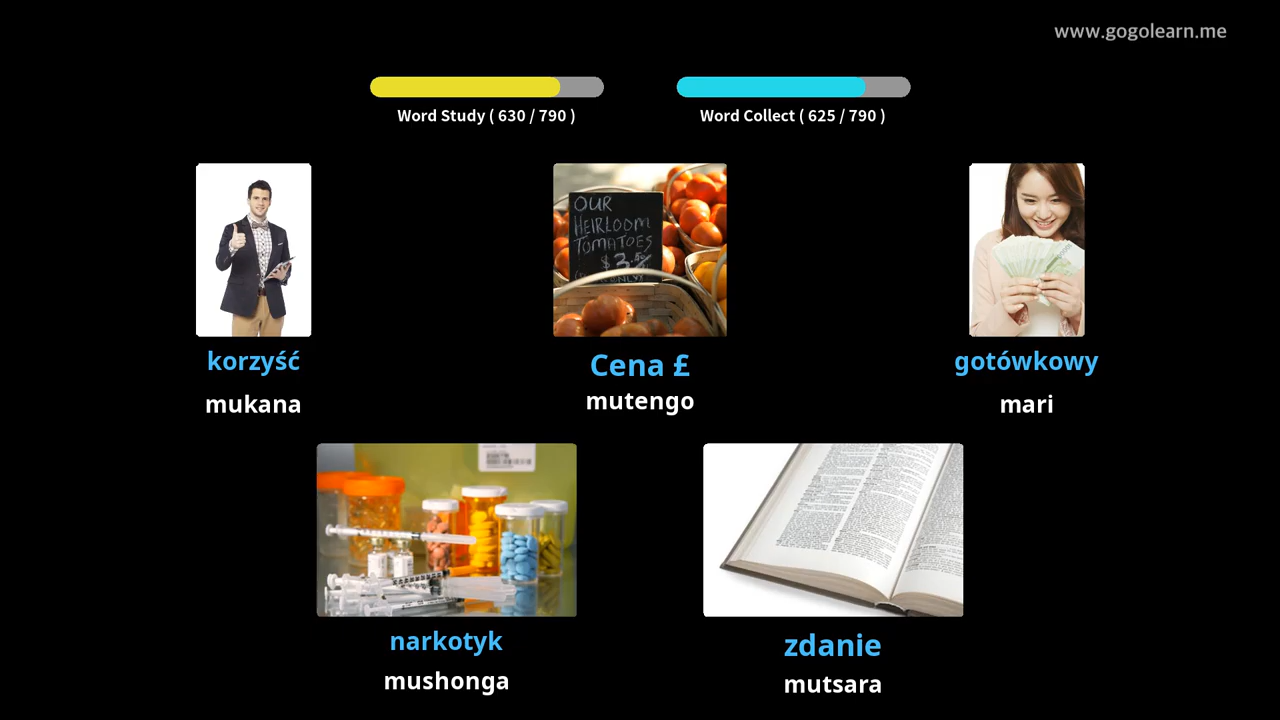 www.gogolearn.me
Word Study ( 630 / 790 )
Word Collect ( 625 / 790 )
OUR
HEIRLOOM
TOMATOES
korzyść
mukana
Cena £
mutengo
gotówkowy
mari
narkotyk
mushonga
zdanie
mutsara